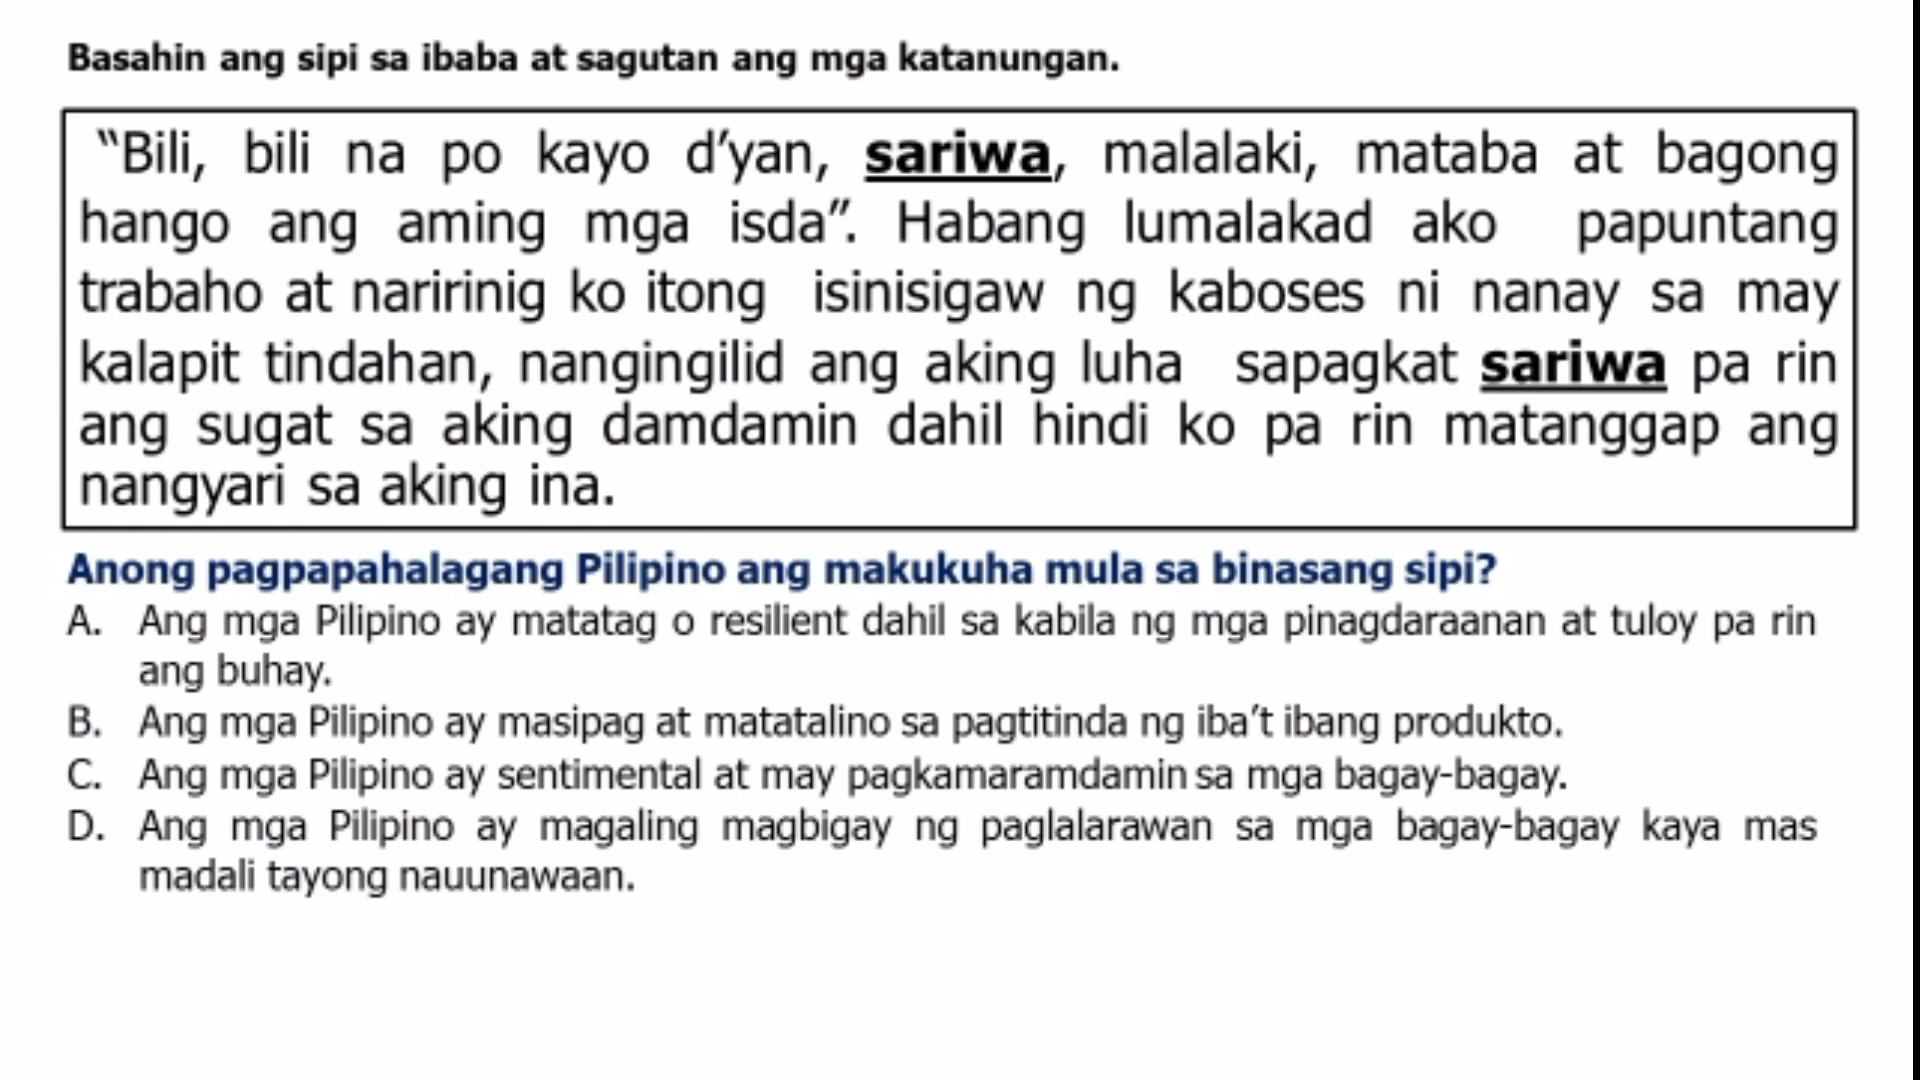 Basahin ang sipi sa ibaba at sagutan ang mga katanungan.
“Bili, bili na po kayo d’yan, sariwa, malalaki, mataba at bagong
hango ang aming mga isda”. Habang lumalakad ako papuntang
trabaho at naririnig ko itong isinisigaw ng kaboses ni nanay sa may
kalapit tindahan, nangingilid ang aking luha sapagkat sariwa pa rin
ang sugat sa aking damdamin dahil hindi ko pa rin matanggap ang
nangyari sa aking ina.
Anong pagpapahalagang Pilipino ang makukuha mula sa binasang sipi?
A. Ang mga Pilipino ay matatag o resilient dahil sa kabila ng mga pinagdaraanan at tuloy pa rin
ang buhay.
B. Ang mga Pilipino ay masipag at matatalino sa pagtitinda ng iba’t ibang produkto.
C. Ang mga Pilipino ay sentimental at may pagkamaramdamin sa mga bagay-bagay.
D. Ang mga Pilipino ay magaling magbigay ng paglalarawan sa mga bagay-bagay kaya mas
madali tayong nauunawaan.